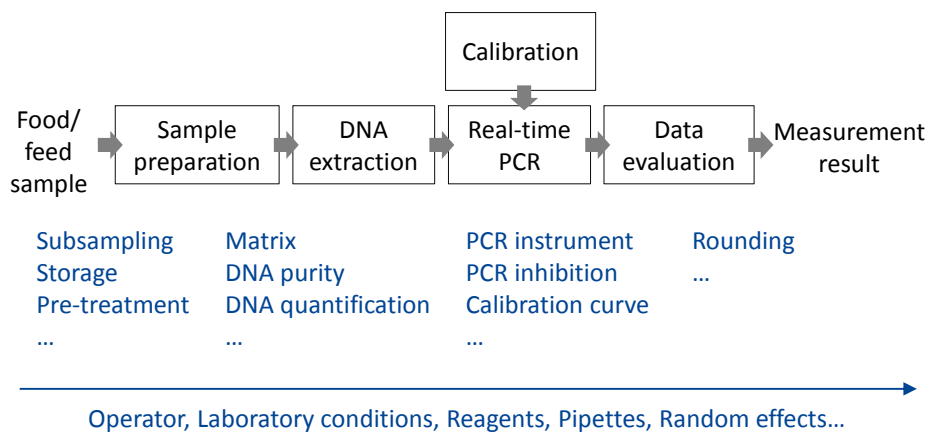 Calibration
Food/
feed
sample
Sample
preparation
DNA
extraction
Real-time
PCR
Data
evaluation
Measurement
result
Subsampling
Storage
Pre-treatment
…
Matrix
DNA purity
DNA quantification
…
PCR instrument
PCR inhibition
Calibration curve
…
Rounding
…
Operator, Laboratory conditions, Reagents, Pipettes, Random effects…